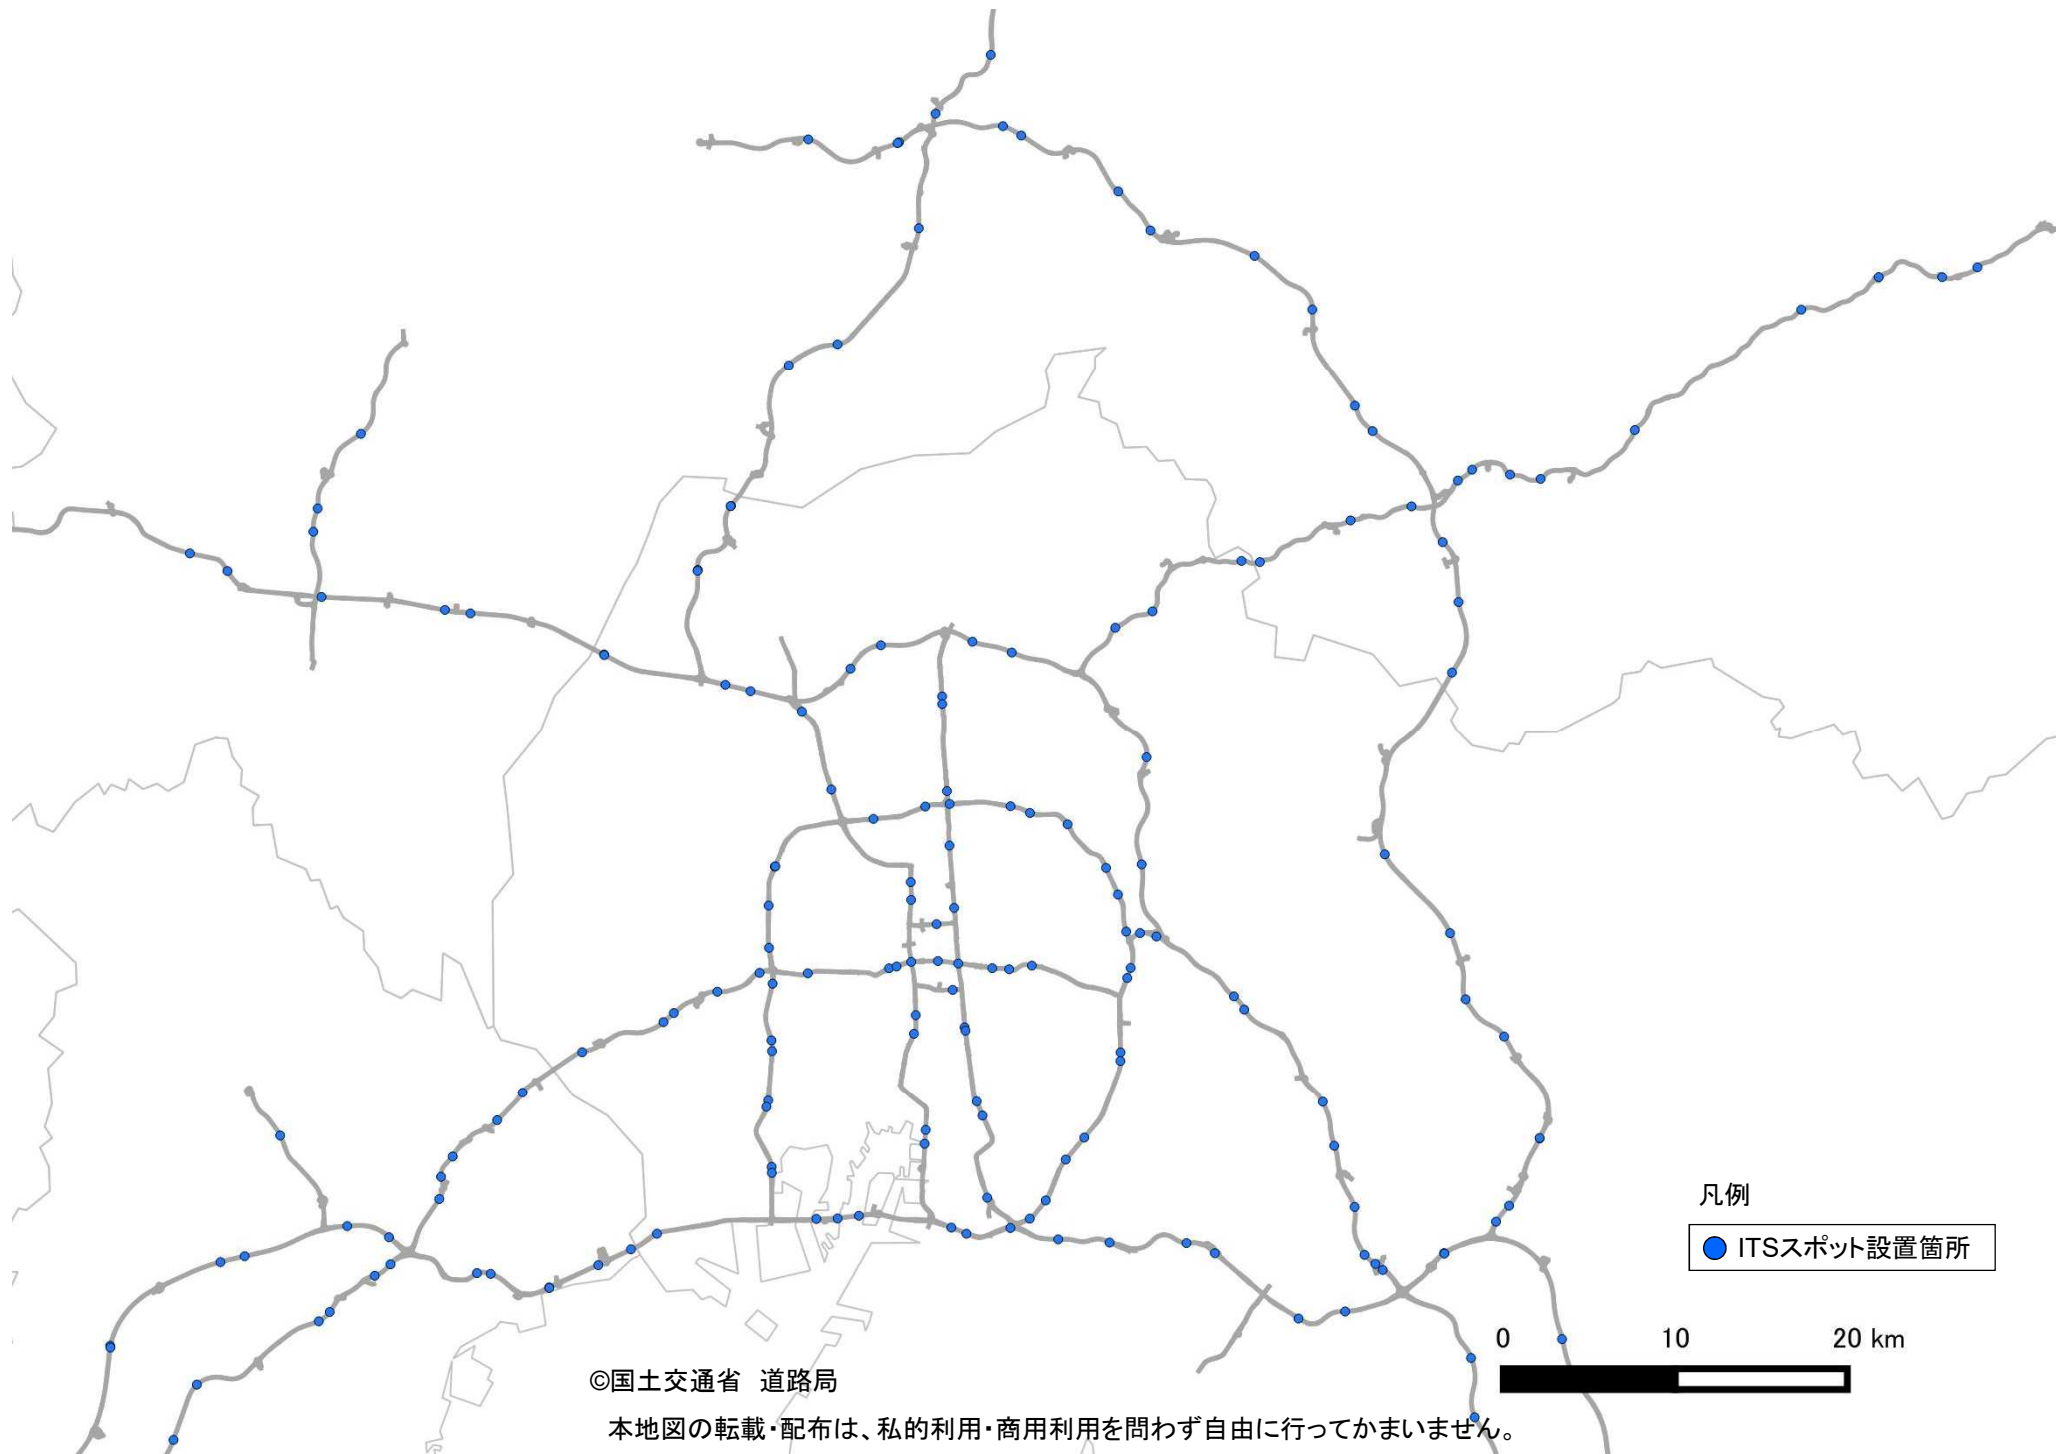 凡例
ITSスポット設置箇所
0 10 20 km
©国土交通省 道路局
本地図の転載・配布は、私的利用・商用利用を問わず自由に行ってかまいません。